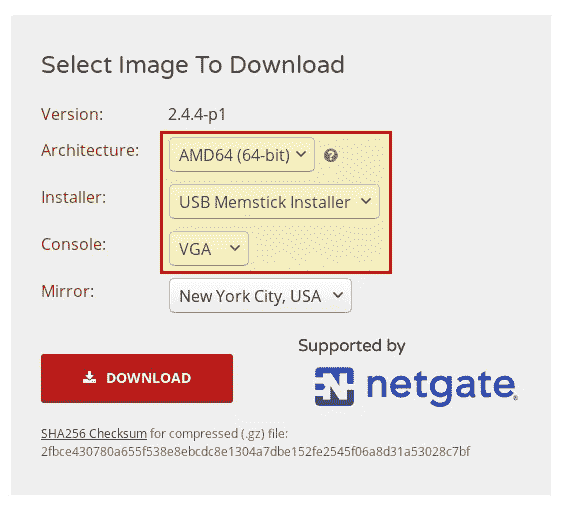 Select Image To Download
Version: 2.4.4-p1
Architecture: AMD64 (64-bit)
Installer: USB Memstick Installer
Console: VGA
Mirror: New York City, USA
Supported by
DOWNLOAD
N netgate®
SHA256 Checksum for compressed (.gz) file:
2fbce430780a655f538e8ebcdc8e1304a7dbe152fe2545f06a8d31a53028c7bf